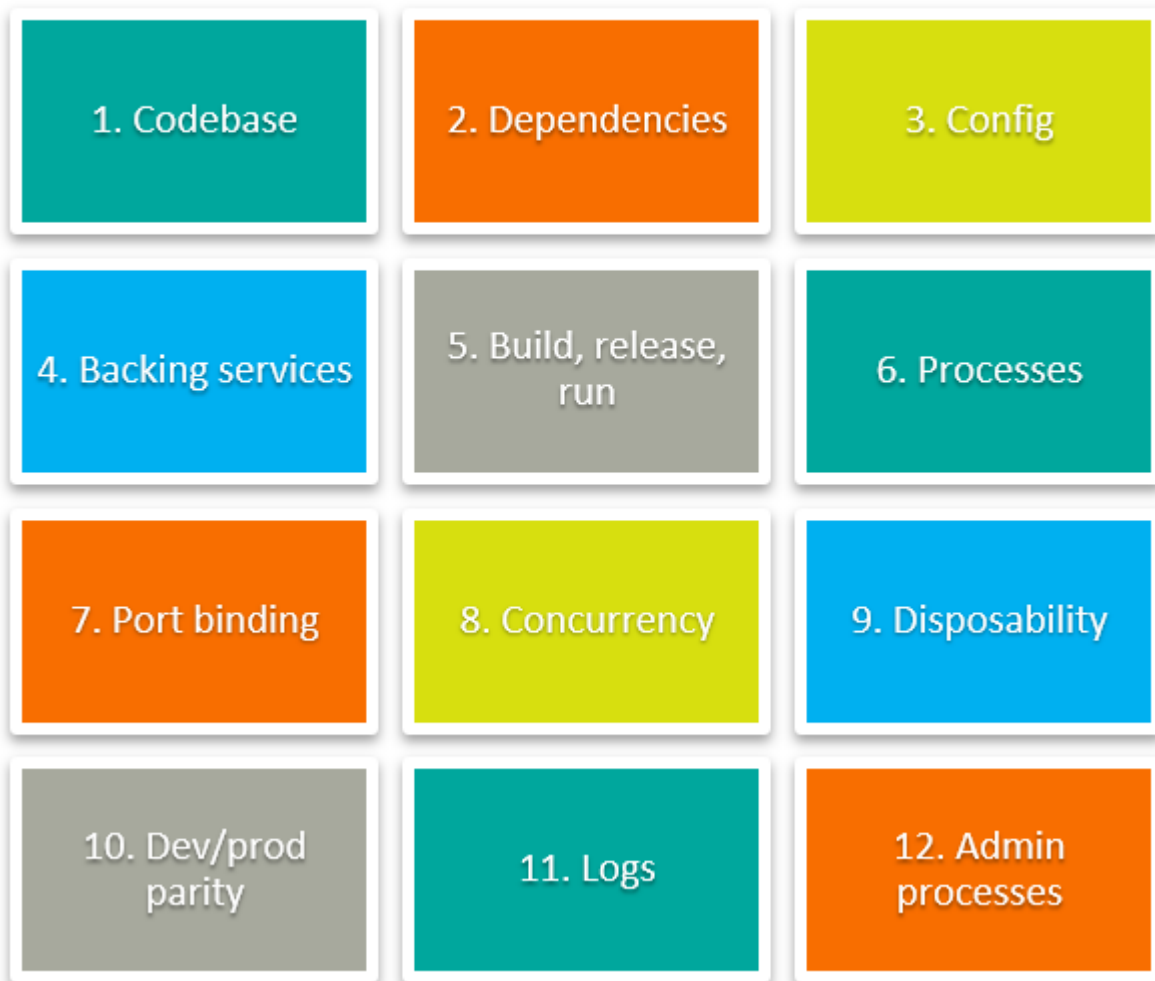 1. Codebase
2. Dependencies
3. Config
4. Backing services
5. Build, release,
run
6. Processes
7. Port binding
8. Concurrency
9. Disposability
10. Dev/prod
parity
11. Logs
12. Admin
processes